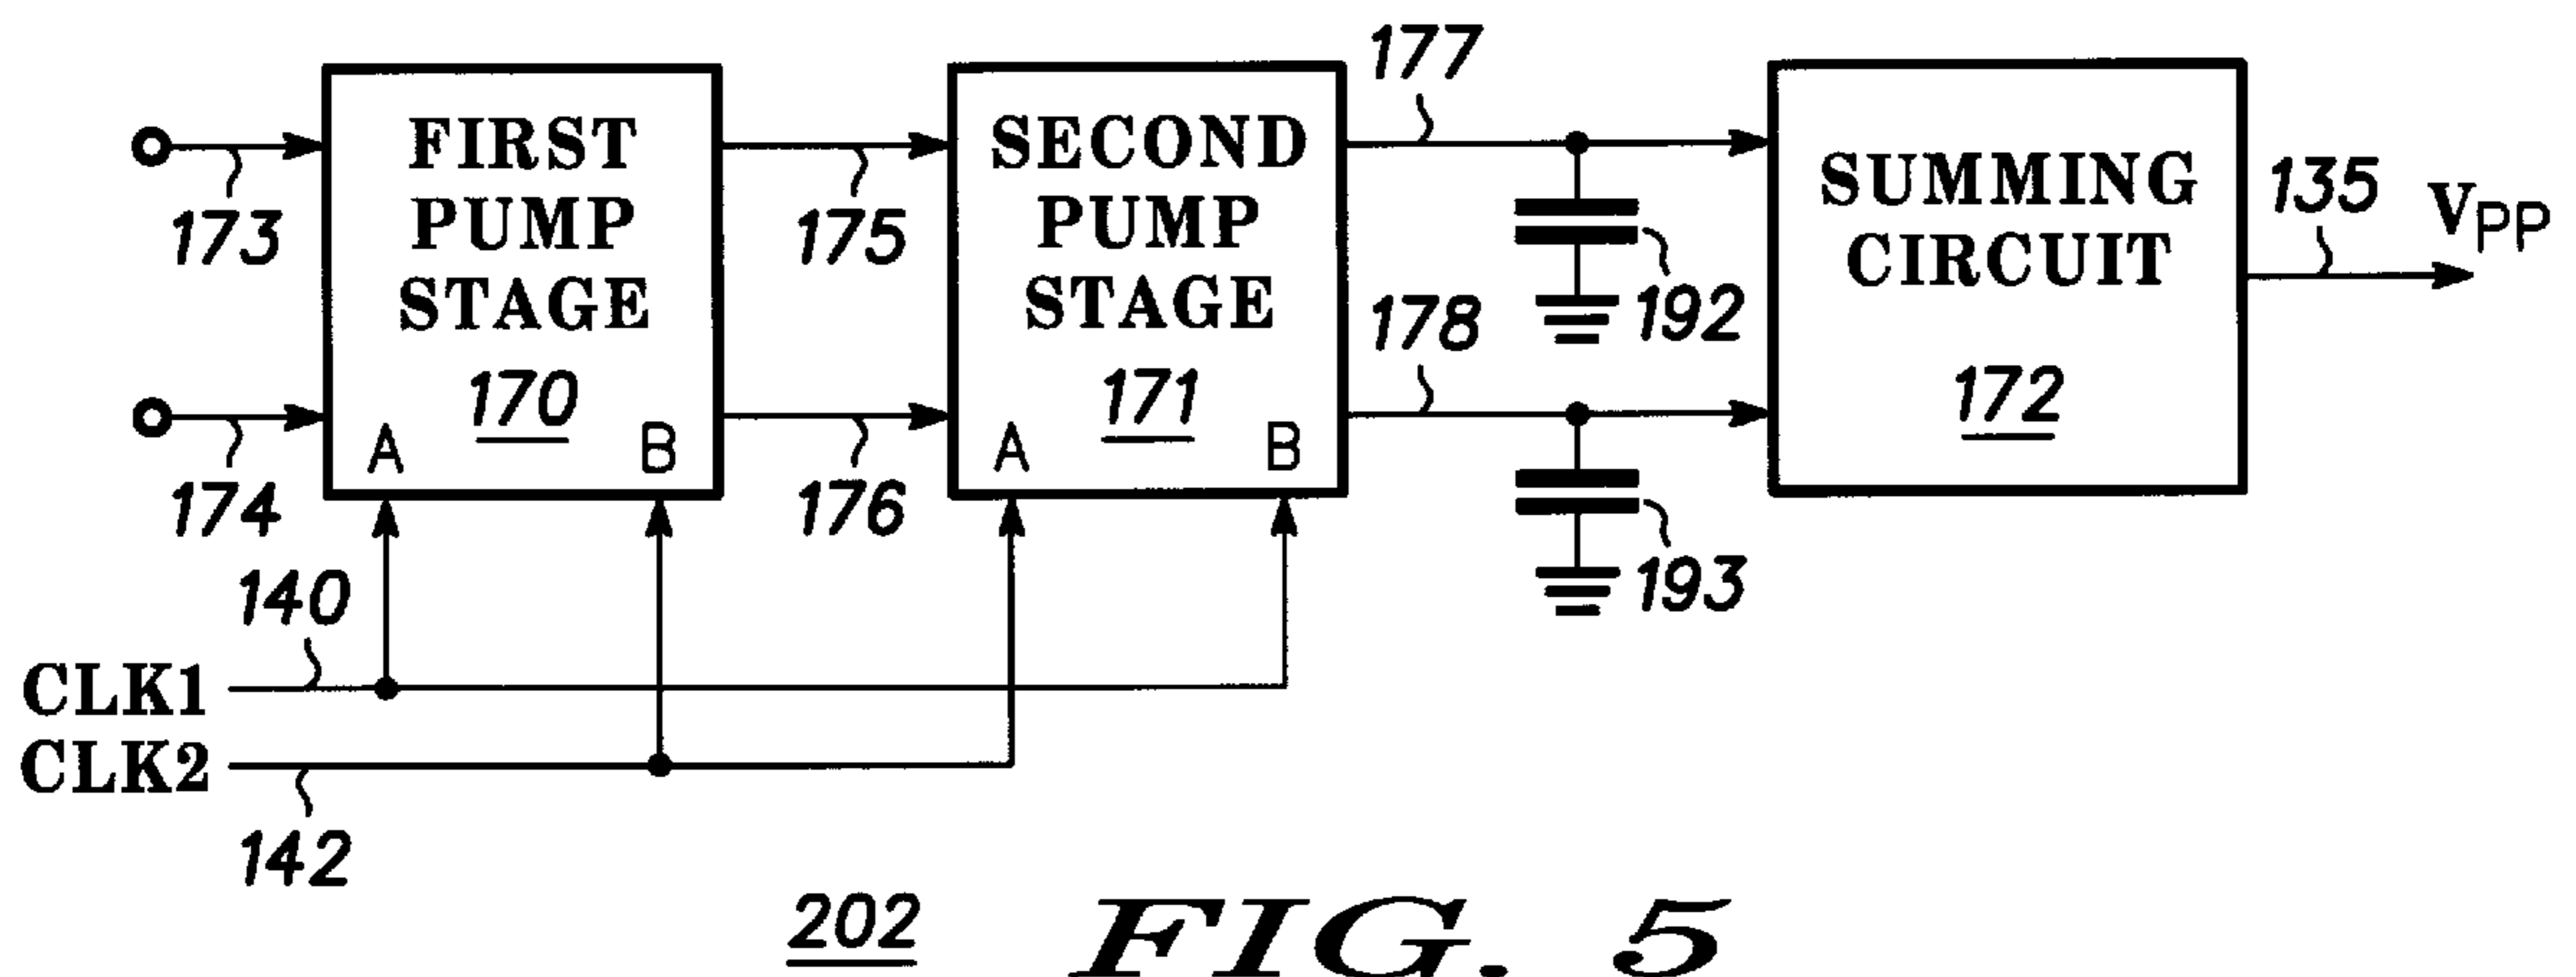 177
FIRST
PUMP
STAGE
170
A B
SECOND
PUMP
STAGE
171
A B
SUMMING
CIRCUIT
172
135 VPP
173
175
192
178
174
176
193
140
CLK1
CLK2
142
202 FIG. 5